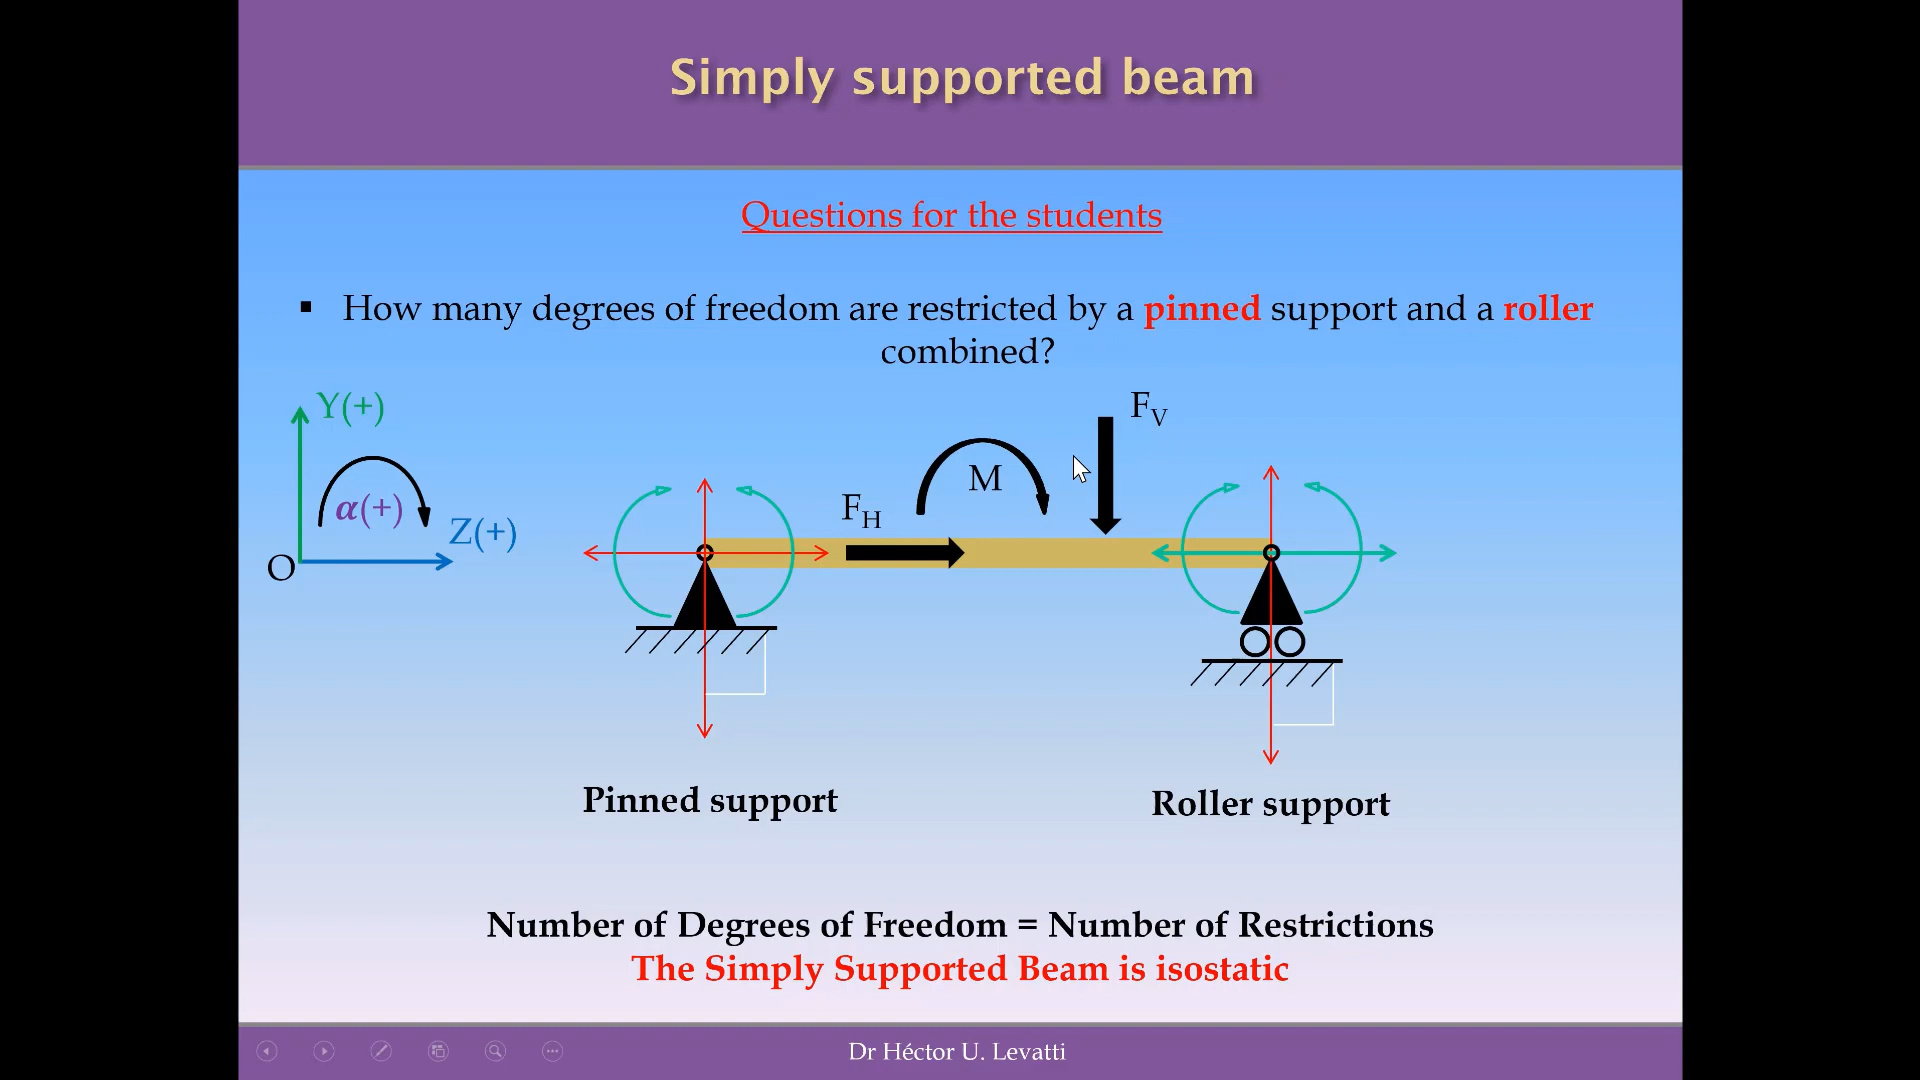 Simply supported beam
Questions for the students
▪ How many degrees of freedom are restricted by a pinned support and a roller
combined?
Y(+)
α(+)
Z(+)
O
F_H
M
F_V
Pinned support
Roller support
Number of Degrees of Freedom = Number of Restrictions
The Simply Supported Beam is isostatic
Dr Héctor U. Levatti